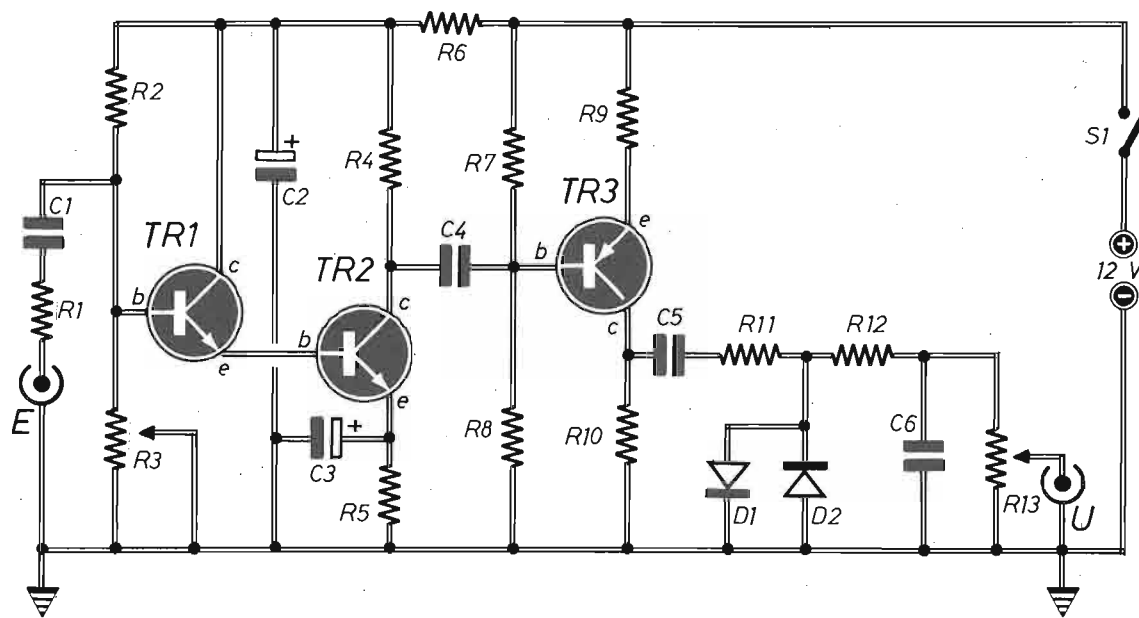 R2
C1
R1
E
b
TR1
c
e
R3
C2
+
TR2
b
c
e
C3
+
R5
R4
R6
C4
R7
R8
b
TR3
e
c
R9
R10
C5
R11
R12
D1
D2
C6
R13
U
S1
+
12 V
−